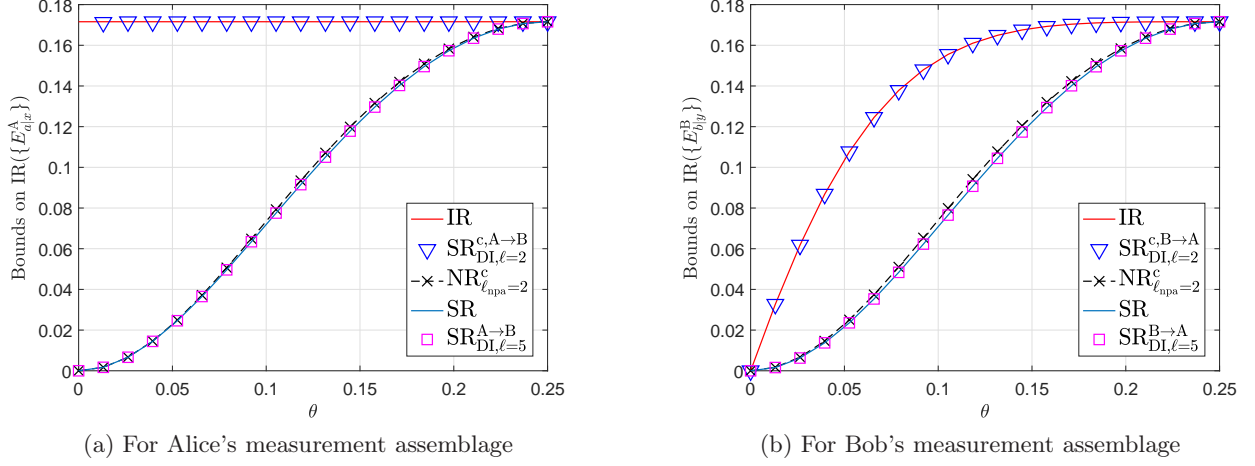 0.18
0.16
0.14
0.12
0.1
0.08
0.06
0.04
0.02
0
Bounds on IR({E^A_{a|x}})
0 0.05 0.1 0.15 0.2 0.25
θ
IR
SR^{c,A→B}_{DI,ℓ=2}
NR^c_{ℓ_npa=2}
SR
SR^{A→B}_{DI,ℓ=5}
(a) For Alice's measurement assemblage
0.18
0.16
0.14
0.12
0.1
0.08
0.06
0.04
0.02
0
Bounds on IR({E^B_{b|y}})
0 0.05 0.1 0.15 0.2 0.25
θ
IR
SR^{c,B→A}_{DI,ℓ=2}
NR^c_{ℓ_npa=2}
SR
SR^{B→A}_{DI,ℓ=5}
(b) For Bob's measurement assemblage